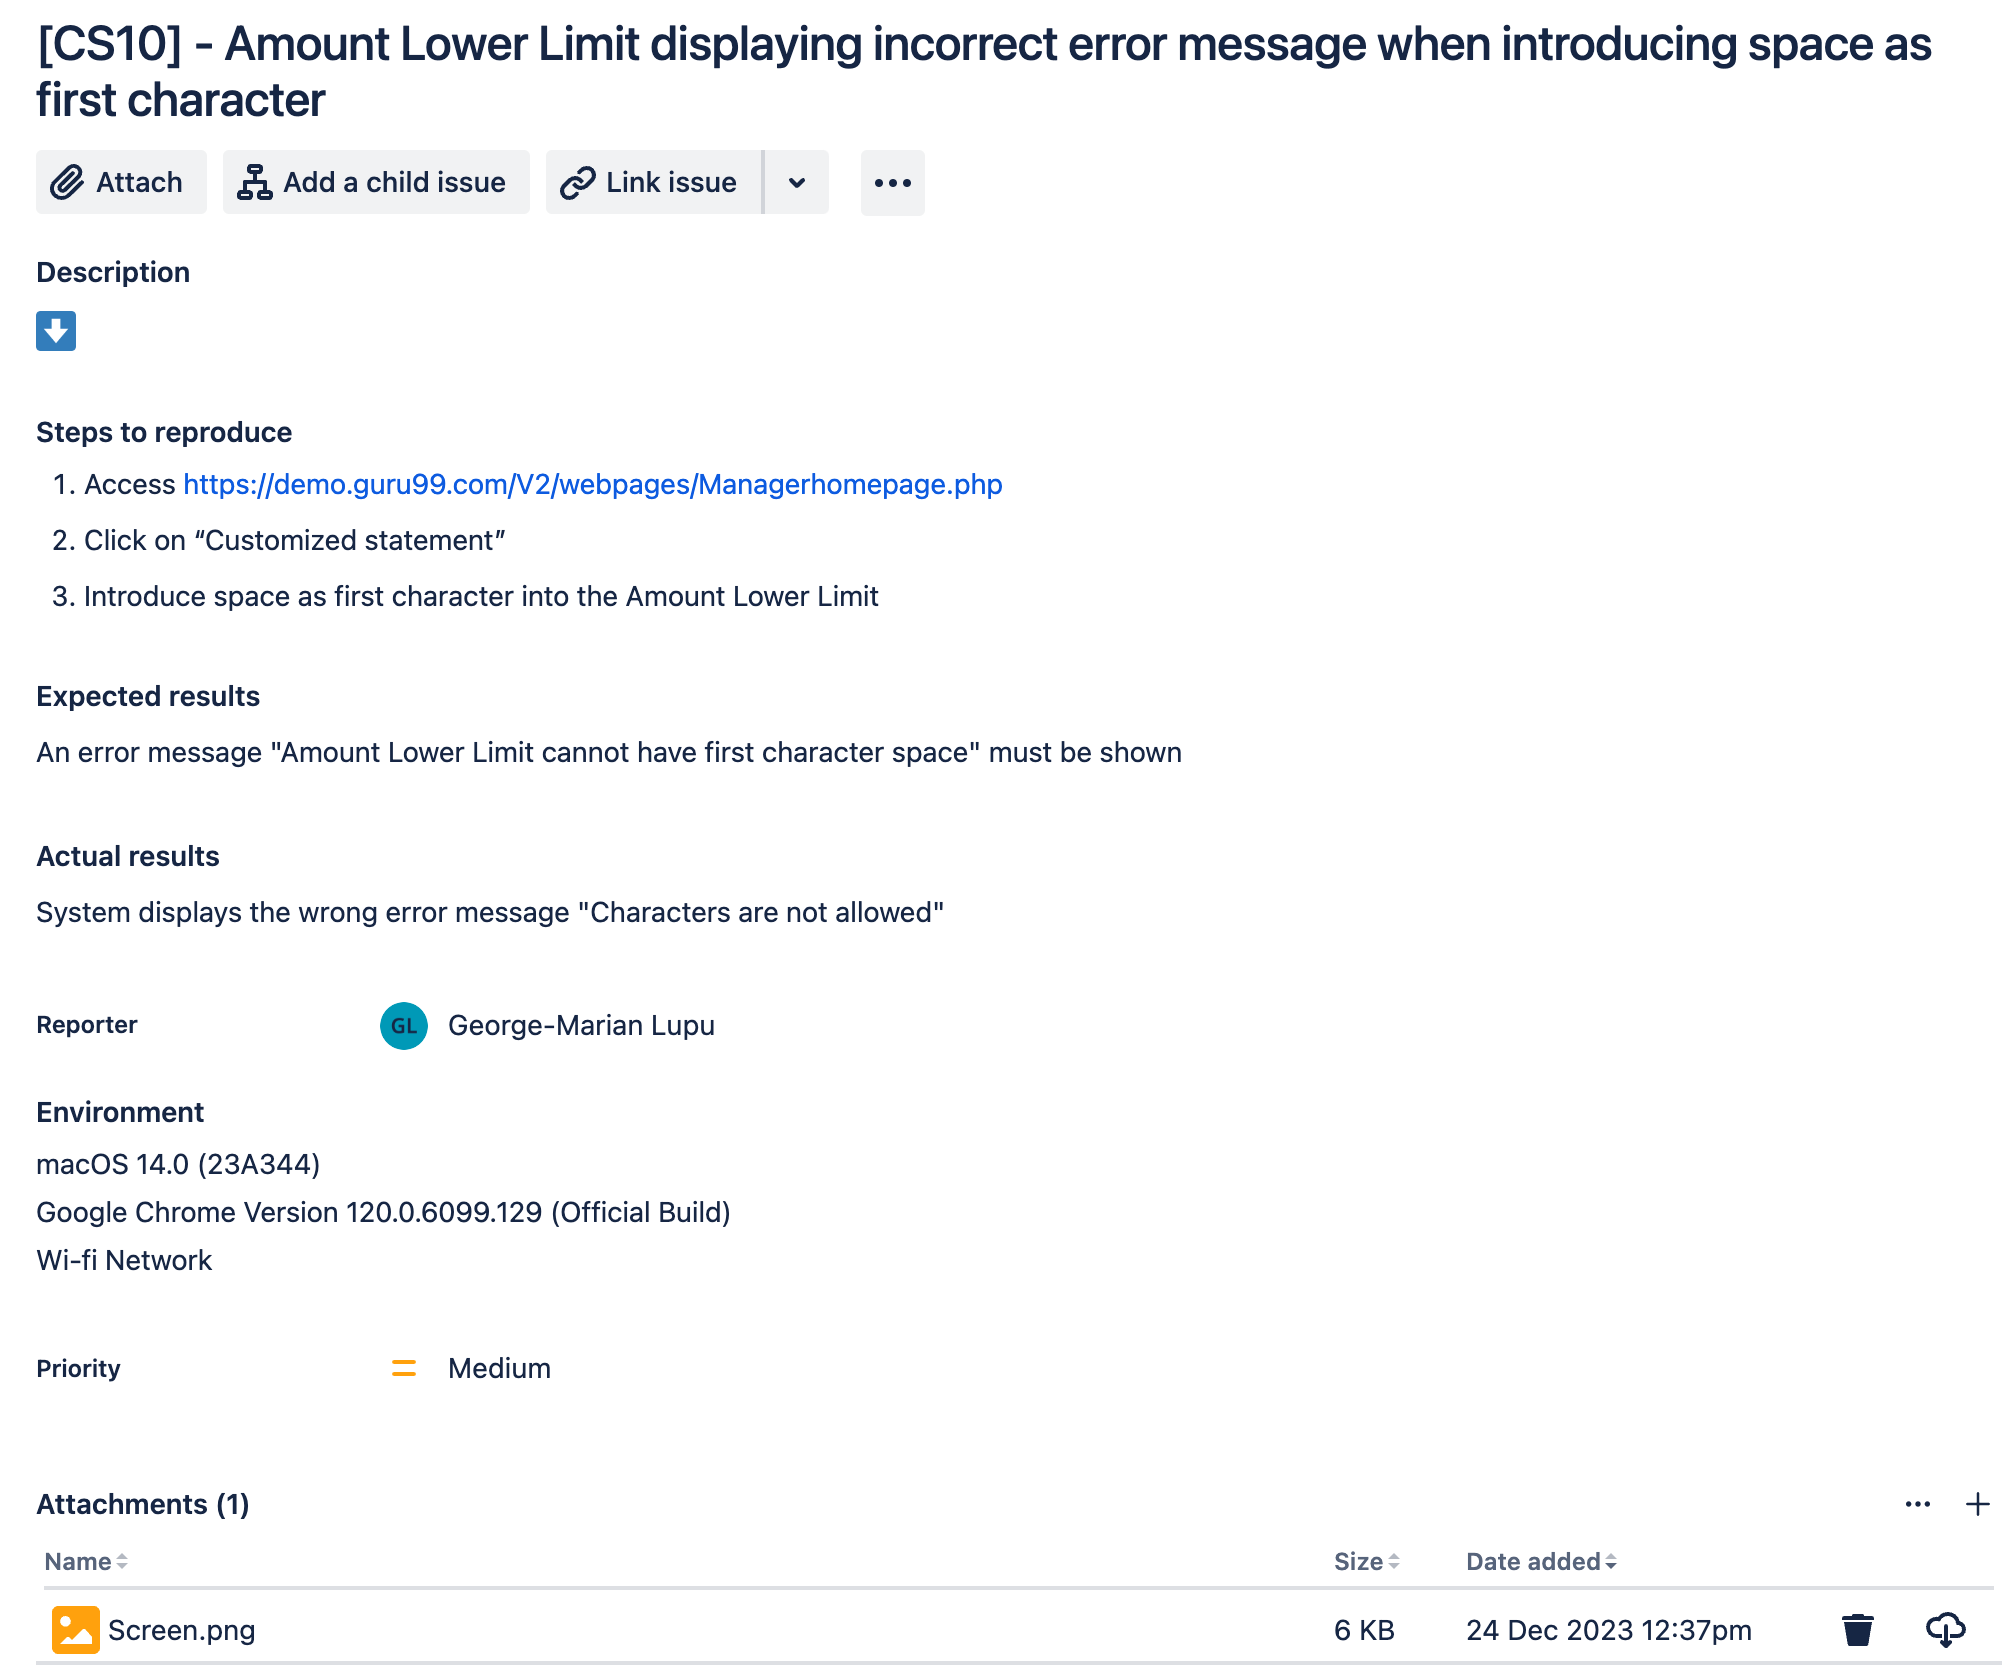 [CS10] - Amount Lower Limit displaying incorrect error message when introducing space as
first character
Attach
Add a child issue
Link issue
Description
Steps to reproduce
1. Access https://demo.guru99.com/V2/webpages/Managerhomepage.php
2. Click on “Customized statement”
3. Introduce space as first character into the Amount Lower Limit
Expected results
An error message "Amount Lower Limit cannot have first character space" must be shown
Actual results
System displays the wrong error message "Characters are not allowed"
Reporter GL George-Marian Lupu
Environment
macOS 14.0 (23A344)
Google Chrome Version 120.0.6099.129 (Official Build)
Wi-fi Network
Priority Medium
Attachments (1)
Name Size Date added
Screen.png 6 KB 24 Dec 2023 12:37pm